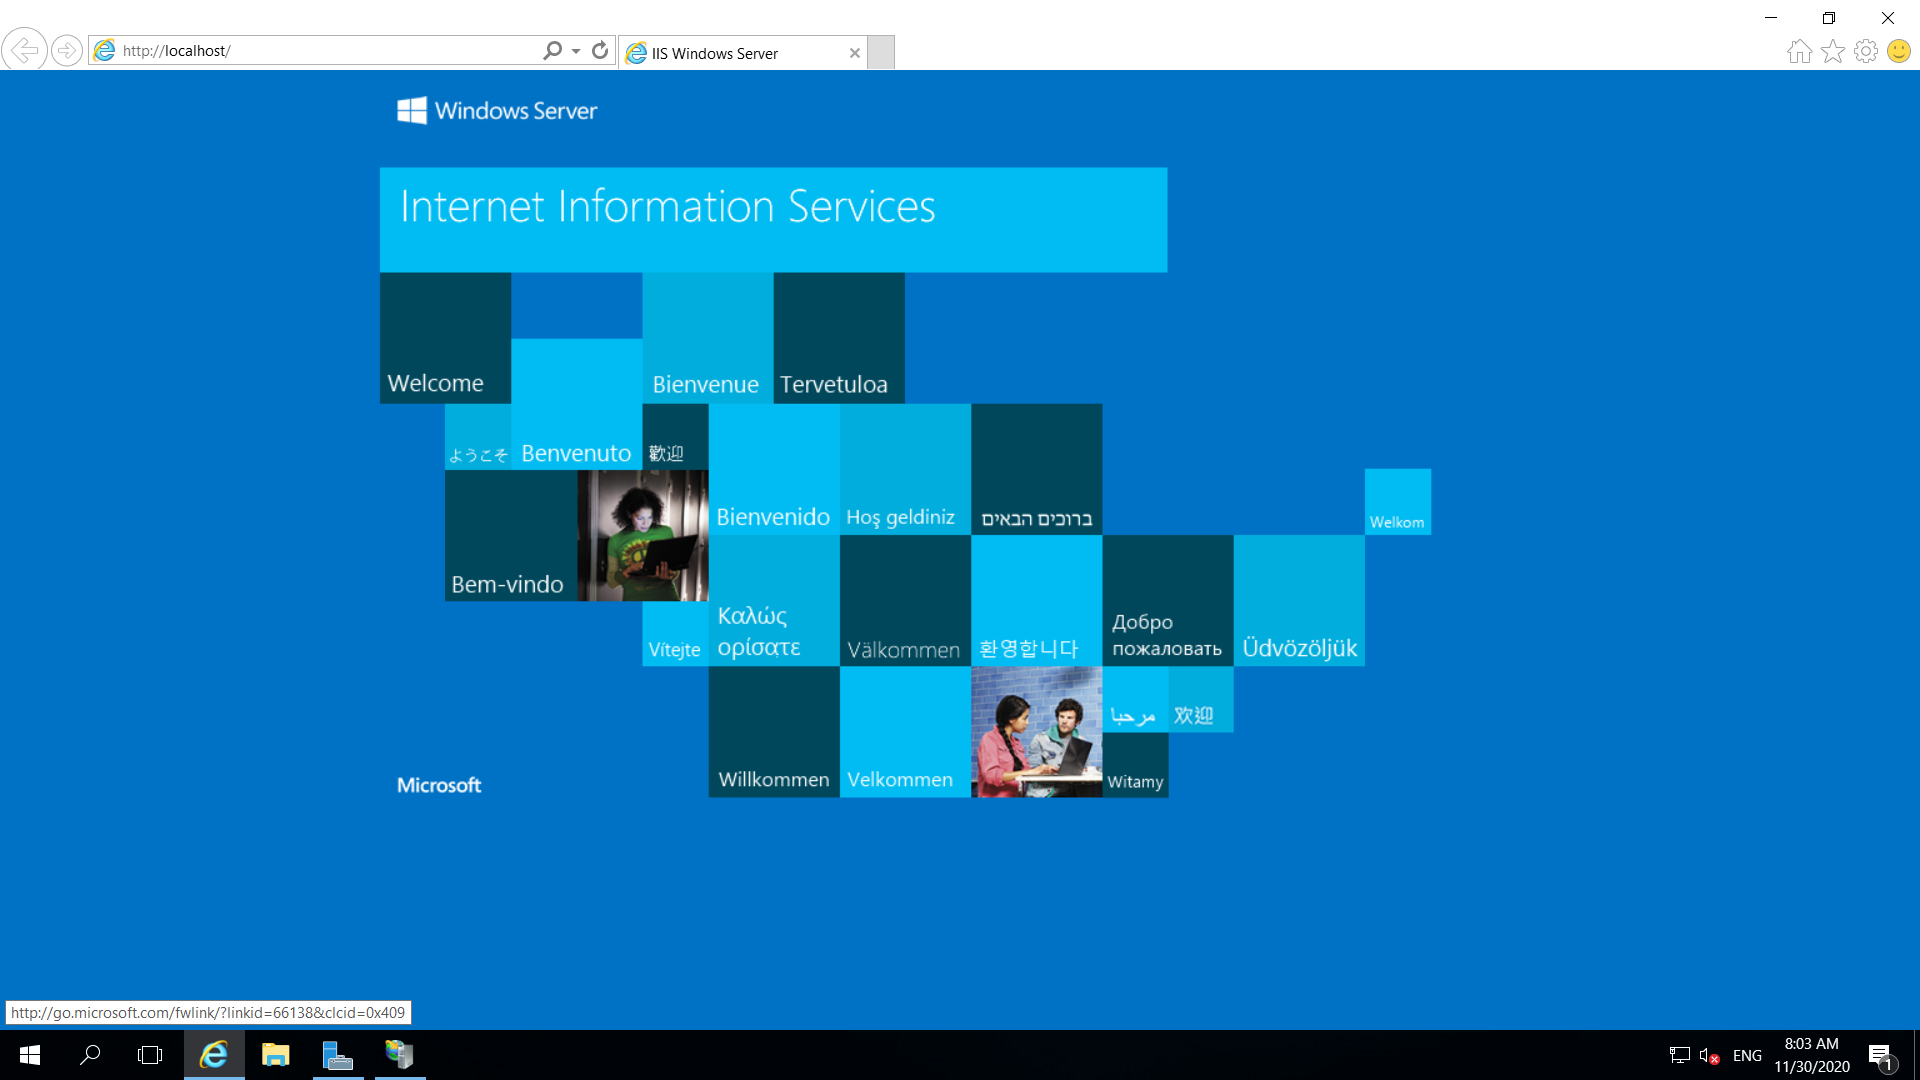 http://localhost/
IIS Windows Server
Windows Server
Internet Information Services
Welcome
Bienvenue
Tervetuloa
ようこそ
Benvenuto
歡迎
Bienvenido
Hoş geldiniz
ברוכים הבאים
Welkom
Bem-vindo
Vítejte
Καλώς
ορίσατε
Välkommen
환영합니다
Добро
пожаловать
Üdvözöljük
Willkommen
Velkommen
مرحبا
欢迎
Witamy
Microsoft
http://go.microsoft.com/fwlink/?linkid=66138&clcid=0x409
ENG
8:03 AM
11/30/2020
1